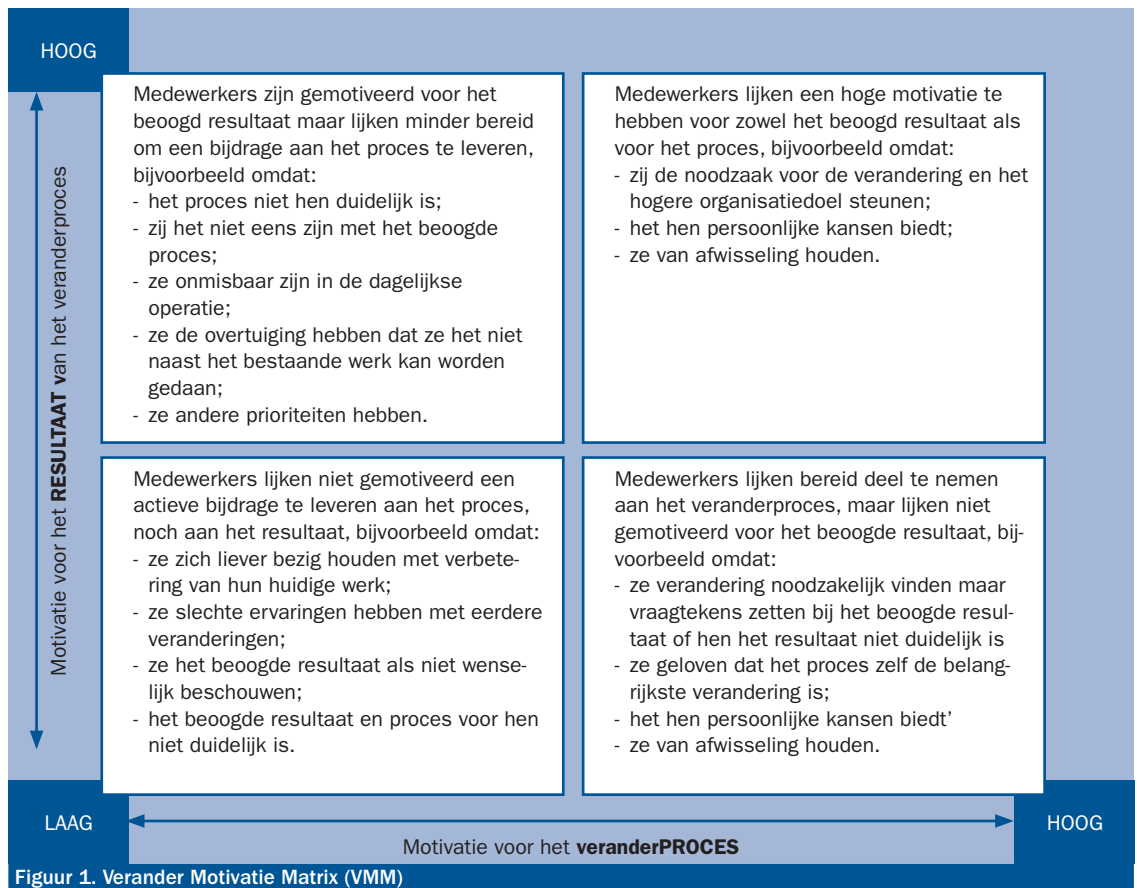 HOOG
Medewerkers zijn gemotiveerd voor het
beoogd resultaat maar lijken minder bereid
om een bijdrage aan het proces te leveren,
bijvoorbeeld omdat:
- het proces niet hen duidelijk is;
- zij het niet eens zijn met het beoogde
proces;
- ze onmisbaar zijn in de dagelijkse
operatie;
- ze de overtuiging hebben dat ze het niet
naast het bestaande werk kan worden
gedaan;
- ze andere prioriteiten hebben.
Medewerkers lijken een hoge motivatie te
hebben voor zowel het beoogd resultaat als
voor het proces, bijvoorbeeld omdat:
- zij de noodzaak voor de verandering en het
hogere organisatiedoel steunen;
- het hen persoonlijke kansen biedt;
- ze van afwisseling houden.
Motivatie voor het RESULTAAT van het veranderproces
Medewerkers lijken niet gemotiveerd een
actieve bijdrage te leveren aan het proces,
noch aan het resultaat, bijvoorbeeld omdat:
- ze zich liever bezig houden met verbete-
ring van hun huidige werk;
- ze slechte ervaringen hebben met eerdere
veranderingen;
- ze het beoogde resultaat als niet wense-
lijk beschouwen;
- het beoogde resultaat en proces voor hen
niet duidelijk is.
Medewerkers lijken bereid deel te nemen
aan het veranderproces, maar lijken niet
gemotiveerd voor het beoogde resultaat, bij-
voorbeeld omdat:
- ze verandering noodzakelijk vinden maar
vraagtekens zetten bij het beoogde resul-
taat of hen het resultaat niet duidelijk is
- ze geloven dat het proces zelf de belang-
rijkste verandering is;
- het hen persoonlijke kansen biedt'
- ze van afwisseling houden.
LAAG
Motivatie voor het veranderPROCES
HOOG
Figuur 1. Verander Motivatie Matrix (VMM)